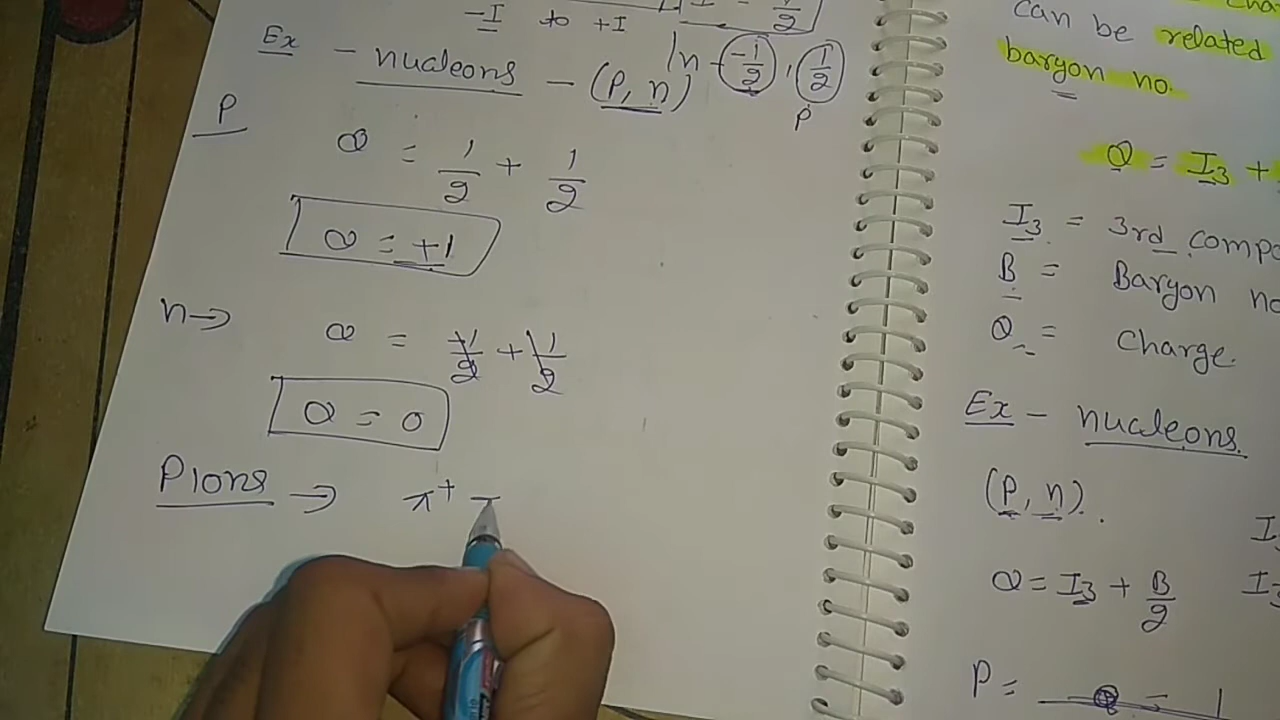 -I to +I
Ex - nucleons - (P, n) n - -1/2, 1/2
P
P
Q = 1/2 + 1/2
Q = +1
n→ Q = -1/2 + 1/2
Q = 0
Pions → π+
can be related
baryon no.
Q = I3 +
I3 = 3rd
B = Baryon no
Q = Charge.
Ex - nucleons.
(P, n).
Q = I3 + B/2
P = Q = 1